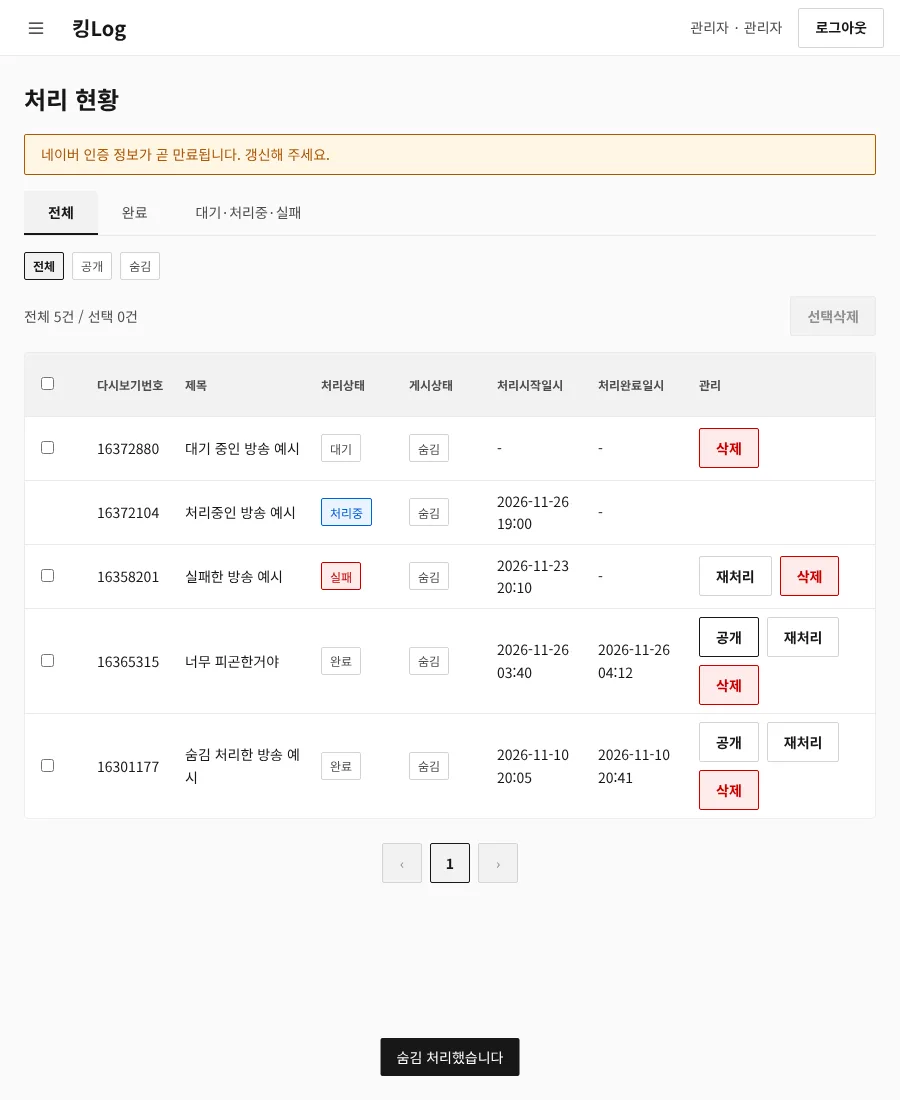 킹Log
관리자 · 관리자
로그아웃
처리 현황
네이버 인증 정보가 곧 만료됩니다. 갱신해 주세요.
전체
완료
대기·처리중·실패
전체
공개
숨김
전체 5건 / 선택 0건
선택삭제
다시보기번호 제목 처리상태 게시상태 처리시작일시 처리완료일시 관리
16372880 대기 중인 방송 예시 대기 숨김 - - 삭제
16372104 처리중인 방송 예시 처리중 숨김 2026-11-26
19:00 -
16358201 실패한 방송 예시 실패 숨김 2026-11-23
20:10 - 재처리 삭제
16365315 너무 피곤한거야 완료 숨김 2026-11-26
03:40 2026-11-26
04:12 공개 재처리
삭제
16301177 숨김 처리한 방송 예
시 완료 숨김 2026-11-10
20:05 2026-11-10
20:41 공개 재처리
삭제
‹ 1 ›
숨김 처리했습니다